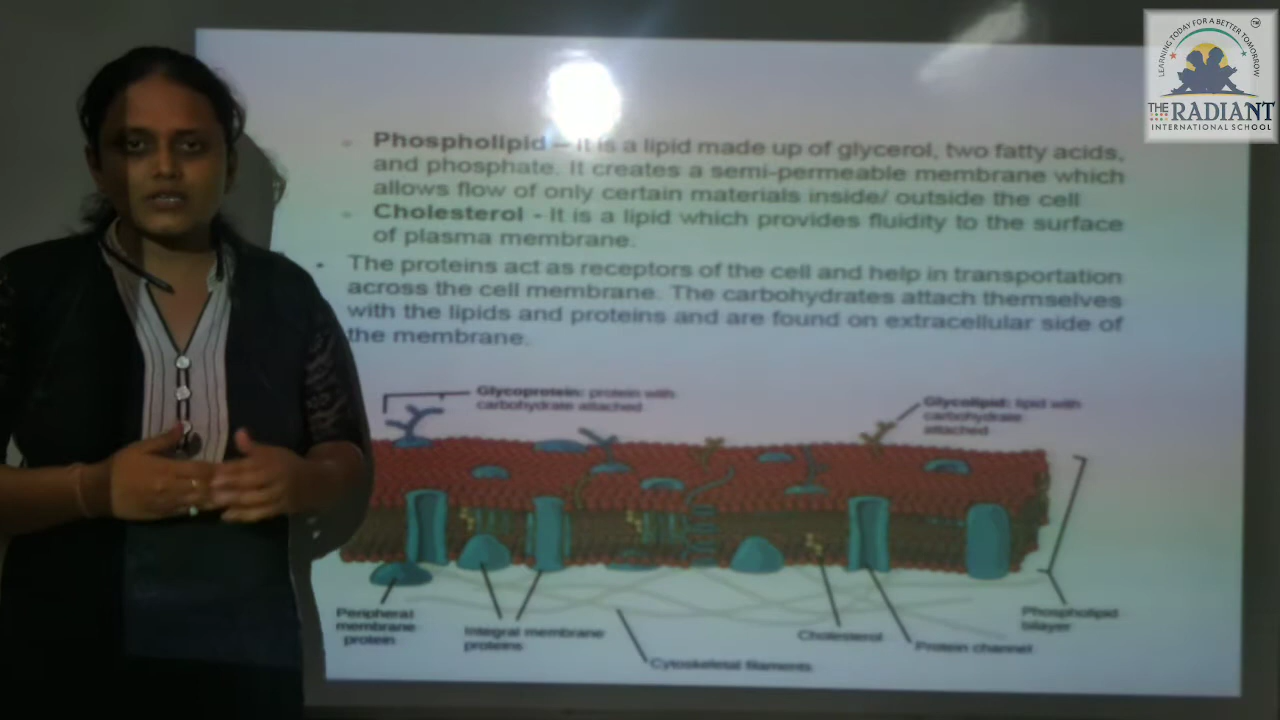 LEARNING TODAY FOR A BETTER TOMORROW
TM
THE RADIANT
INTERNATIONAL SCHOOL
Phospholipid – It is a lipid made up of glycerol, two fatty acids,
and phosphate. It creates a semi-permeable membrane which
allows flow of only certain materials inside/ outside the cell
Cholesterol - It is a lipid which provides fluidity to the surface
of plasma membrane.
• The proteins act as receptors of the cell and help in transportation
across the cell membrane. The carbohydrates attach themselves
with the lipids and proteins and are found on extracellular side of
the membrane.
Glycoprotein: protein with
carbohydrate attached
Glycolipid: lipid with
carbohydrate
attached
Peripheral
membrane
protein
Integral membrane
proteins
Cytoskeletal filaments
Cholesterol
Protein channel
Phospholipid
bilayer